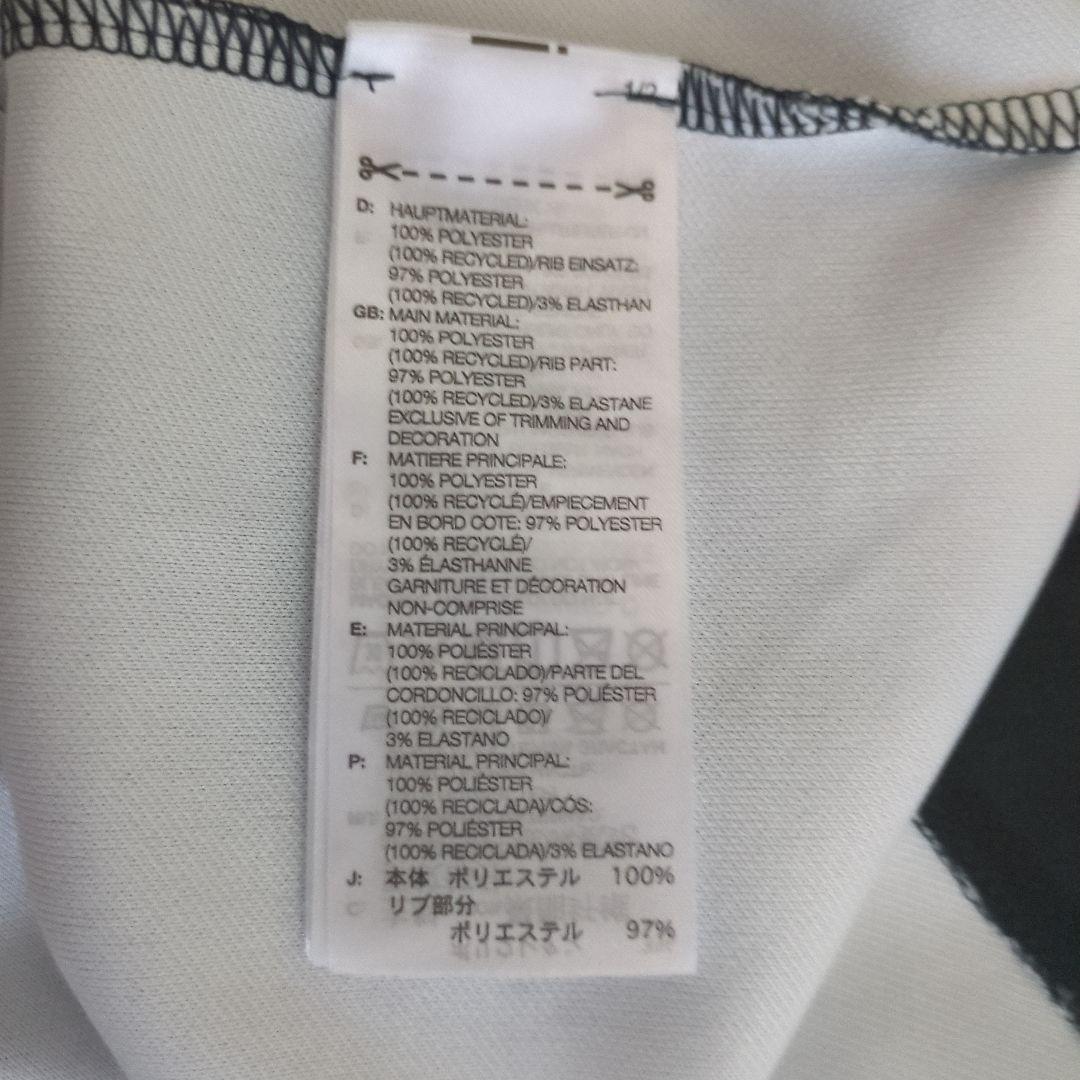 1/2
D: HAUPTMATERIAL:
100% POLYESTER
(100% RECYCLED)/RIB EINSATZ:
97% POLYESTER
(100% RECYCLED)/3% ELASTHAN
GB: MAIN MATERIAL:
100% POLYESTER
(100% RECYCLED)/RIB PART:
97% POLYESTER
(100% RECYCLED)/3% ELASTANE
EXCLUSIVE OF TRIMMING AND
DECORATION
F: MATIERE PRINCIPALE:
100% POLYESTER
(100% RECYCLÉ)/EMPIECEMENT
EN BORD COTE: 97% POLYESTER
(100% RECYCLÉ)/
3% ÉLASTHANNE
GARNITURE ET DÉCORATION
NON-COMPRISE
E: MATERIAL PRINCIPAL:
100% POLIÉSTER
(100% RECICLADO)/PARTE DEL
CORDONCILLO: 97% POLIÉSTER
(100% RECICLADO)/
3% ELASTANO
P: MATERIAL PRINCIPAL:
100% POLIÉSTER
(100% RECICLADA)/CÓS:
97% POLIÉSTER
(100% RECICLADA)/3% ELASTANO
J: 本体 ポリエステル 100%
リブ部分
ポリエステル 97%